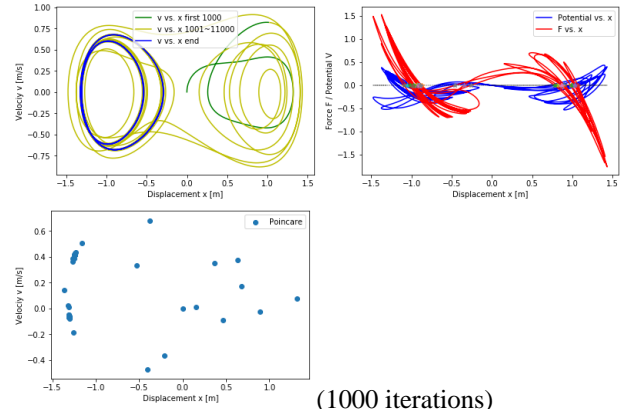 1.00
0.75
0.50
0.25
0.00
−0.25
−0.50
−0.75
Velocity v [m/s]
v vs. x first 1000
v vs. x 1001~11000
v vs. x end
−1.5 −1.0 −0.5 0.0 0.5 1.0 1.5
Displacement x [m]
1.5
1.0
0.5
0.0
−0.5
−1.0
−1.5
Force F / Potential V
Potential vs. x
F vs. x
−1.5 −1.0 −0.5 0.0 0.5 1.0 1.5
Displacement x [m]
0.6
0.4
0.2
0.0
−0.2
−0.4
Velociy v [m/s]
Poincare
−1.5 −1.0 −0.5 0.0 0.5 1.0
Displacement x [m]
(1000 iterations)